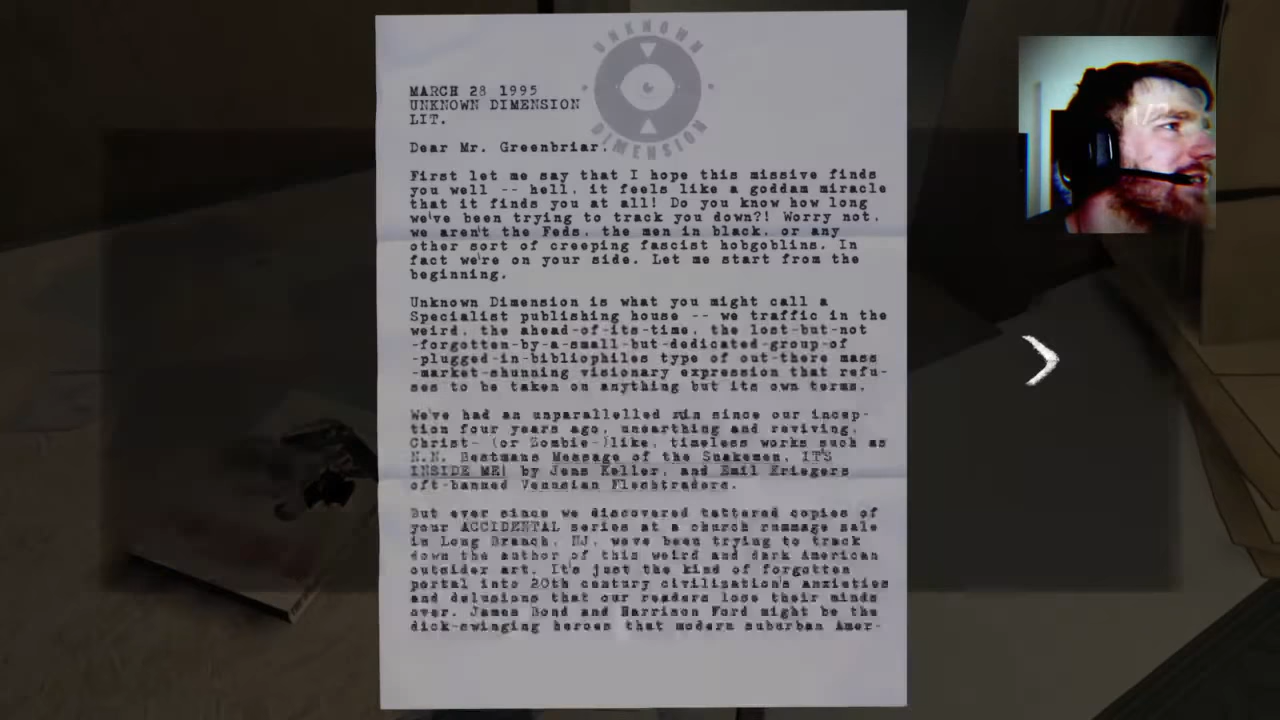 UNKNOWN
DIMENSION
MARCH 28 1995
UNKNOWN DIMENSION
LIT.
Dear Mr. Greenbriar,
First let me say that I hope this missive finds
you well -- hell, it feels like a goddam miracle
that it finds you at all! Do you know how long
we've been trying to track you down?! Worry not,
we aren't the Feds, the men in black, or any
other sort of creeping fascist hobgoblins. In
fact we're on your side. Let me start from the
beginning.
Unknown Dimension is what you might call a
Specialist publishing house -- we traffic in the
weird, the ahead-of-its-time, the lost-but-not
-forgotten-by-a-small-but-dedicated-group-of
-plugged-in-bibliophiles type of out-there mass
-market-shunning visionary expression that refu-
ses to be taken on anything but its own terms.
We've had an unparallelled run since our incep-
tion four years ago, unearthing and reviving,
Christ- (or Zombie-)like, timeless works such as
N.N. Bestmans Message of the Snakemen, IT'S
INSIDE ME! by Jens Keller, and Emil Kriegers
oft-banned Venusian Fleshtraders.
But ever since we discovered tattered copies of
your ACCIDENTAL series at a church rummage sale
in Long Branch, NJ, we've been trying to track
down the author of this weird and dark American
outsider art. It's just the kind of forgotten
portal into 20th century civilization's anxieties
and delusions that our readers lose their minds
over. James Bond and Harrison Ford might be the
dick-swinging heroes that modern suburban Amer-